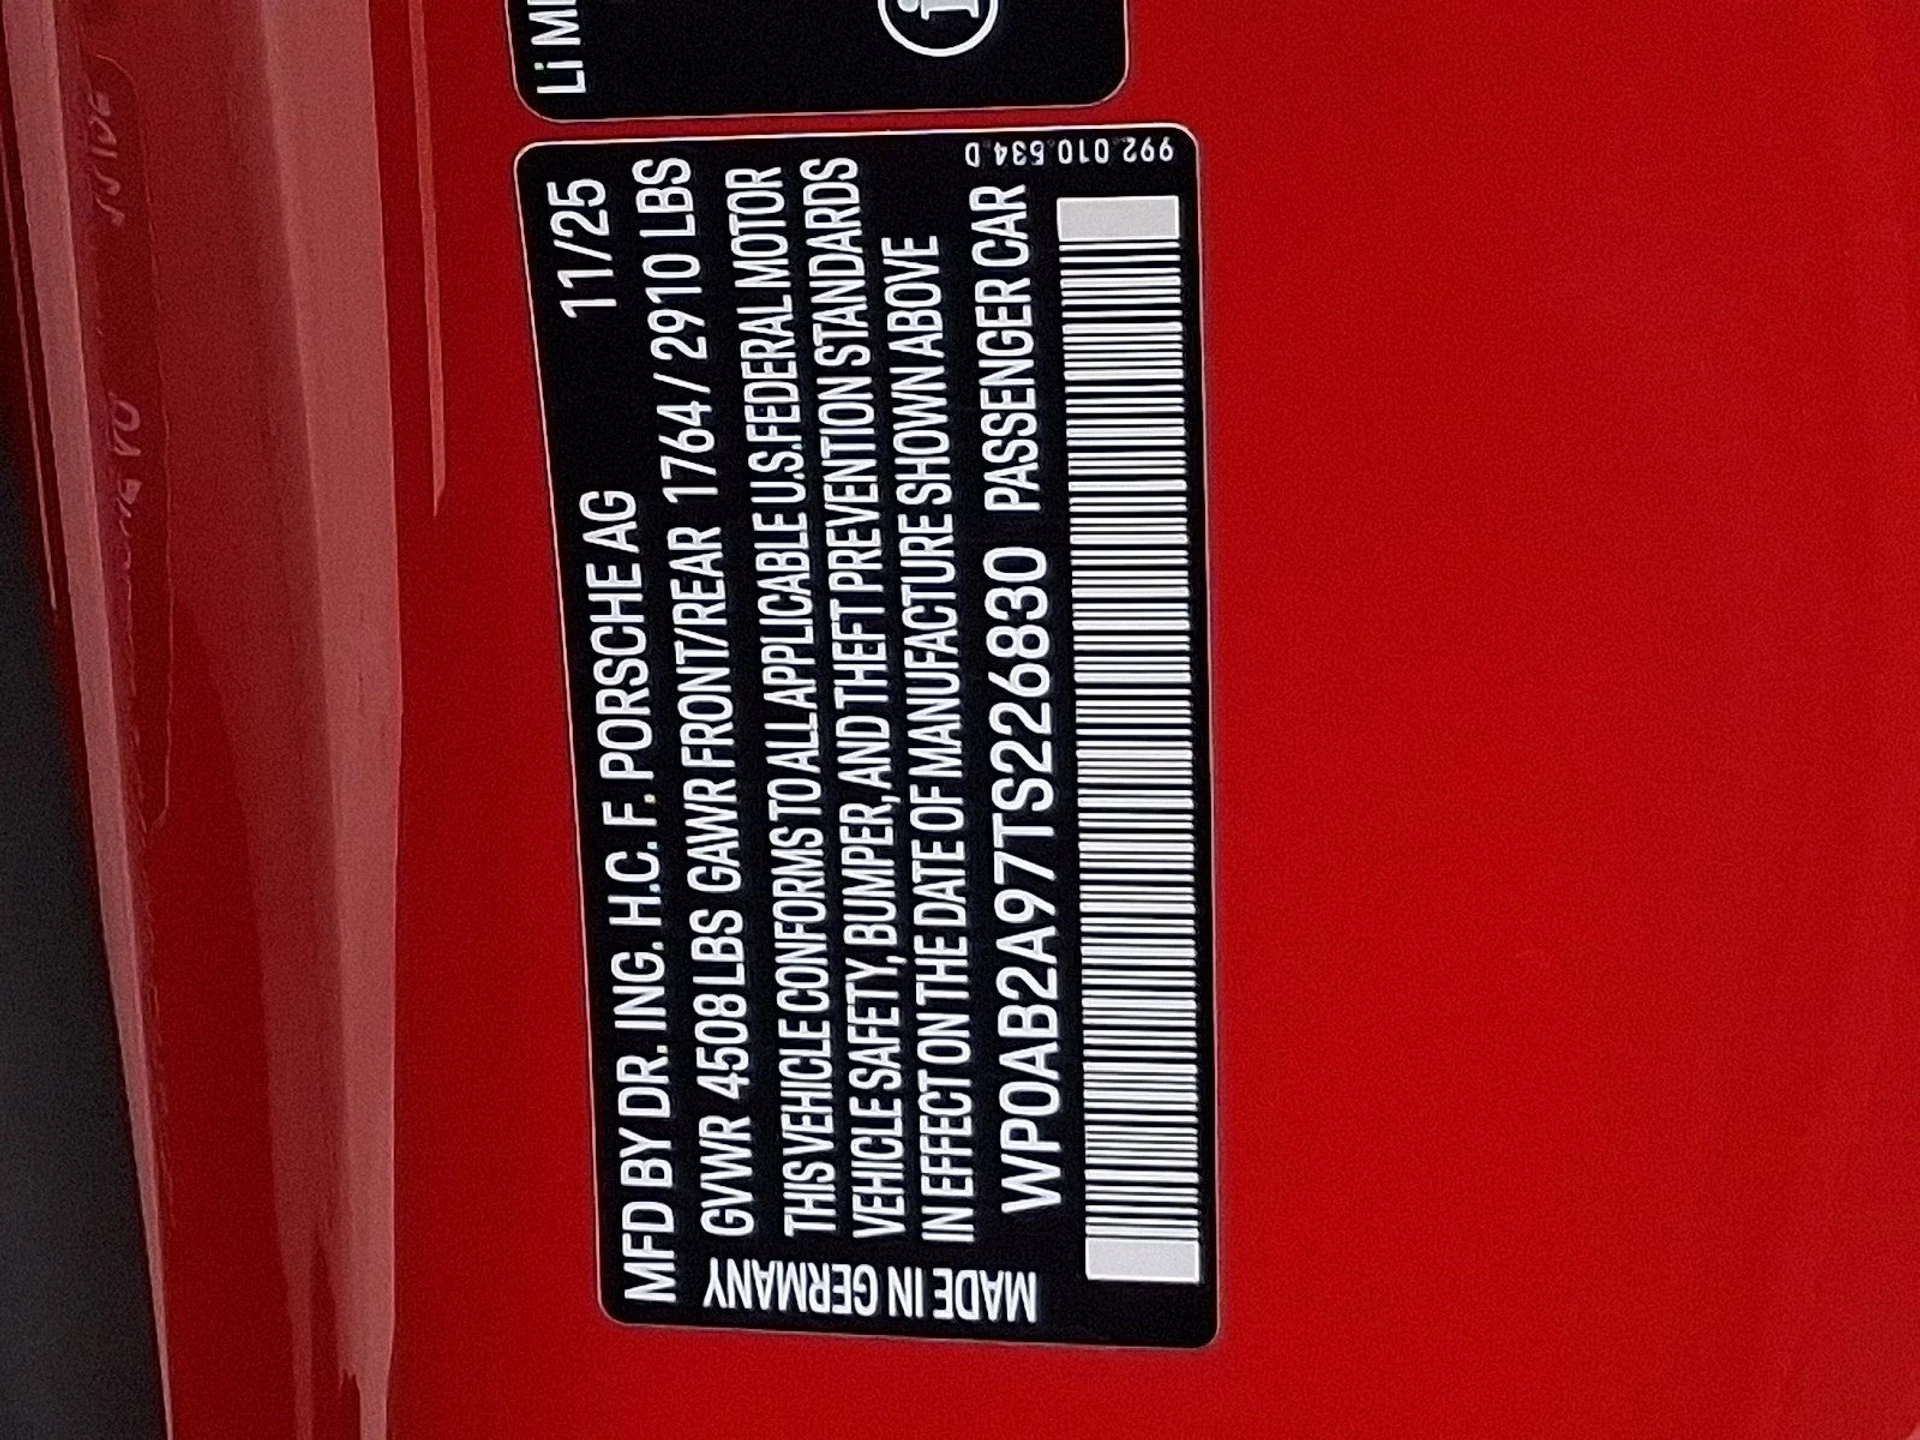 Li M
MFD BY DR. ING. H.C. F. PORSCHE AG 11/25
GVWR 4508 LBS GAWR FRONT/REAR 1764 / 2910 LBS
THIS VEHICLE CONFORMS TO ALL APPLICABLE U.S.FEDERAL MOTOR
VEHICLE SAFETY, BUMPER, AND THEFT PREVENTION STANDARDS
IN EFFECT ON THE DATE OF MANUFACTURE SHOWN ABOVE
WP0AB2A97TS226830 PASSENGER CAR
MADE IN GERMANY
992.010.534.D